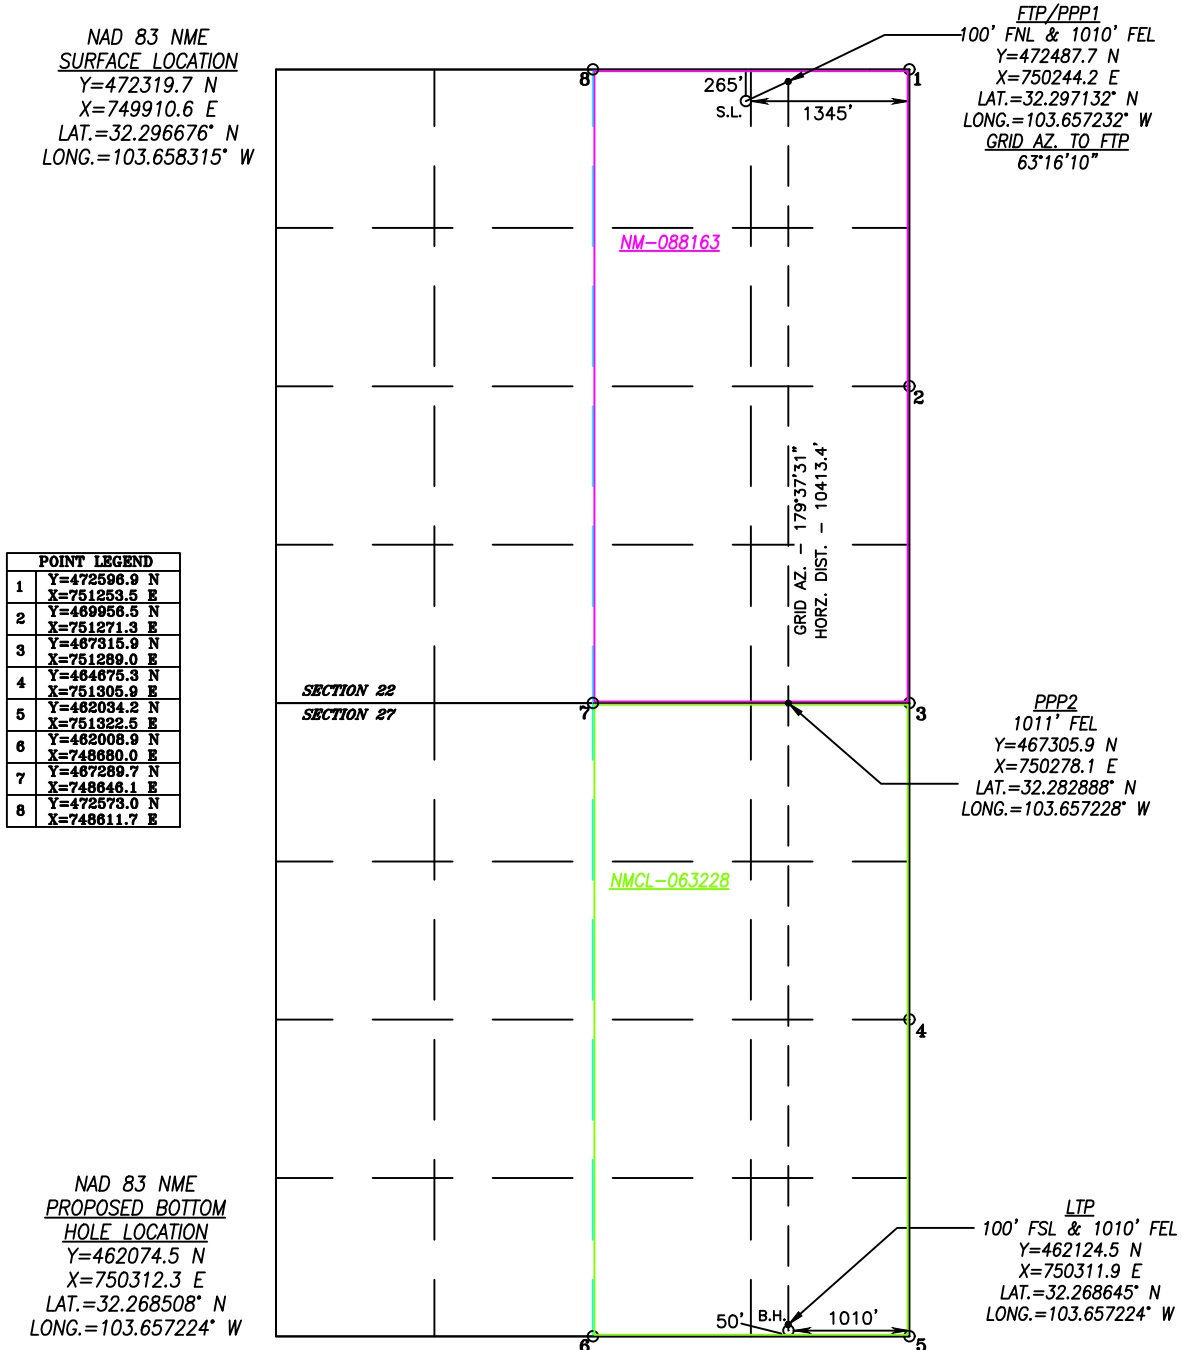 NAD 83 NME
SURFACE LOCATION
Y=472319.7 N
X=749910.6 E
LAT.=32.296676° N
LONG.=103.658315° W
FTP/PPP1
100' FNL & 1010' FEL
Y=472487.7 N
X=750244.2 E
LAT.=32.297132° N
LONG.=103.657232° W
GRID AZ. TO FTP
63°16'10"
8
265'
S.L.
1345'
1
NM-088163
2
GRID AZ. - 179°37'31"
HORZ. DIST. - 10413.4'
POINT LEGEND
1 Y=472596.9 N
X=751253.5 E
2 Y=469956.5 N
X=751271.3 E
3 Y=467315.9 N
X=751289.0 E
4 Y=464675.3 N
X=751305.9 E
5 Y=462034.2 N
X=751322.5 E
6 Y=462008.9 N
X=748680.0 E
7 Y=467289.7 N
X=748646.1 E
8 Y=472573.0 N
X=748611.7 E
SECTION 22
SECTION 27
7
3
PPP2
1011' FEL
Y=467305.9 N
X=750278.1 E
LAT.=32.282888° N
LONG.=103.657228° W
NMCL-063228
4
NAD 83 NME
PROPOSED BOTTOM
HOLE LOCATION
Y=462074.5 N
X=750312.3 E
LAT.=32.268508° N
LONG.=103.657224° W
LTP
100' FSL & 1010' FEL
Y=462124.5 N
X=750311.9 E
LAT.=32.268645° N
LONG.=103.657224° W
50'
B.H.
1010'
6
5